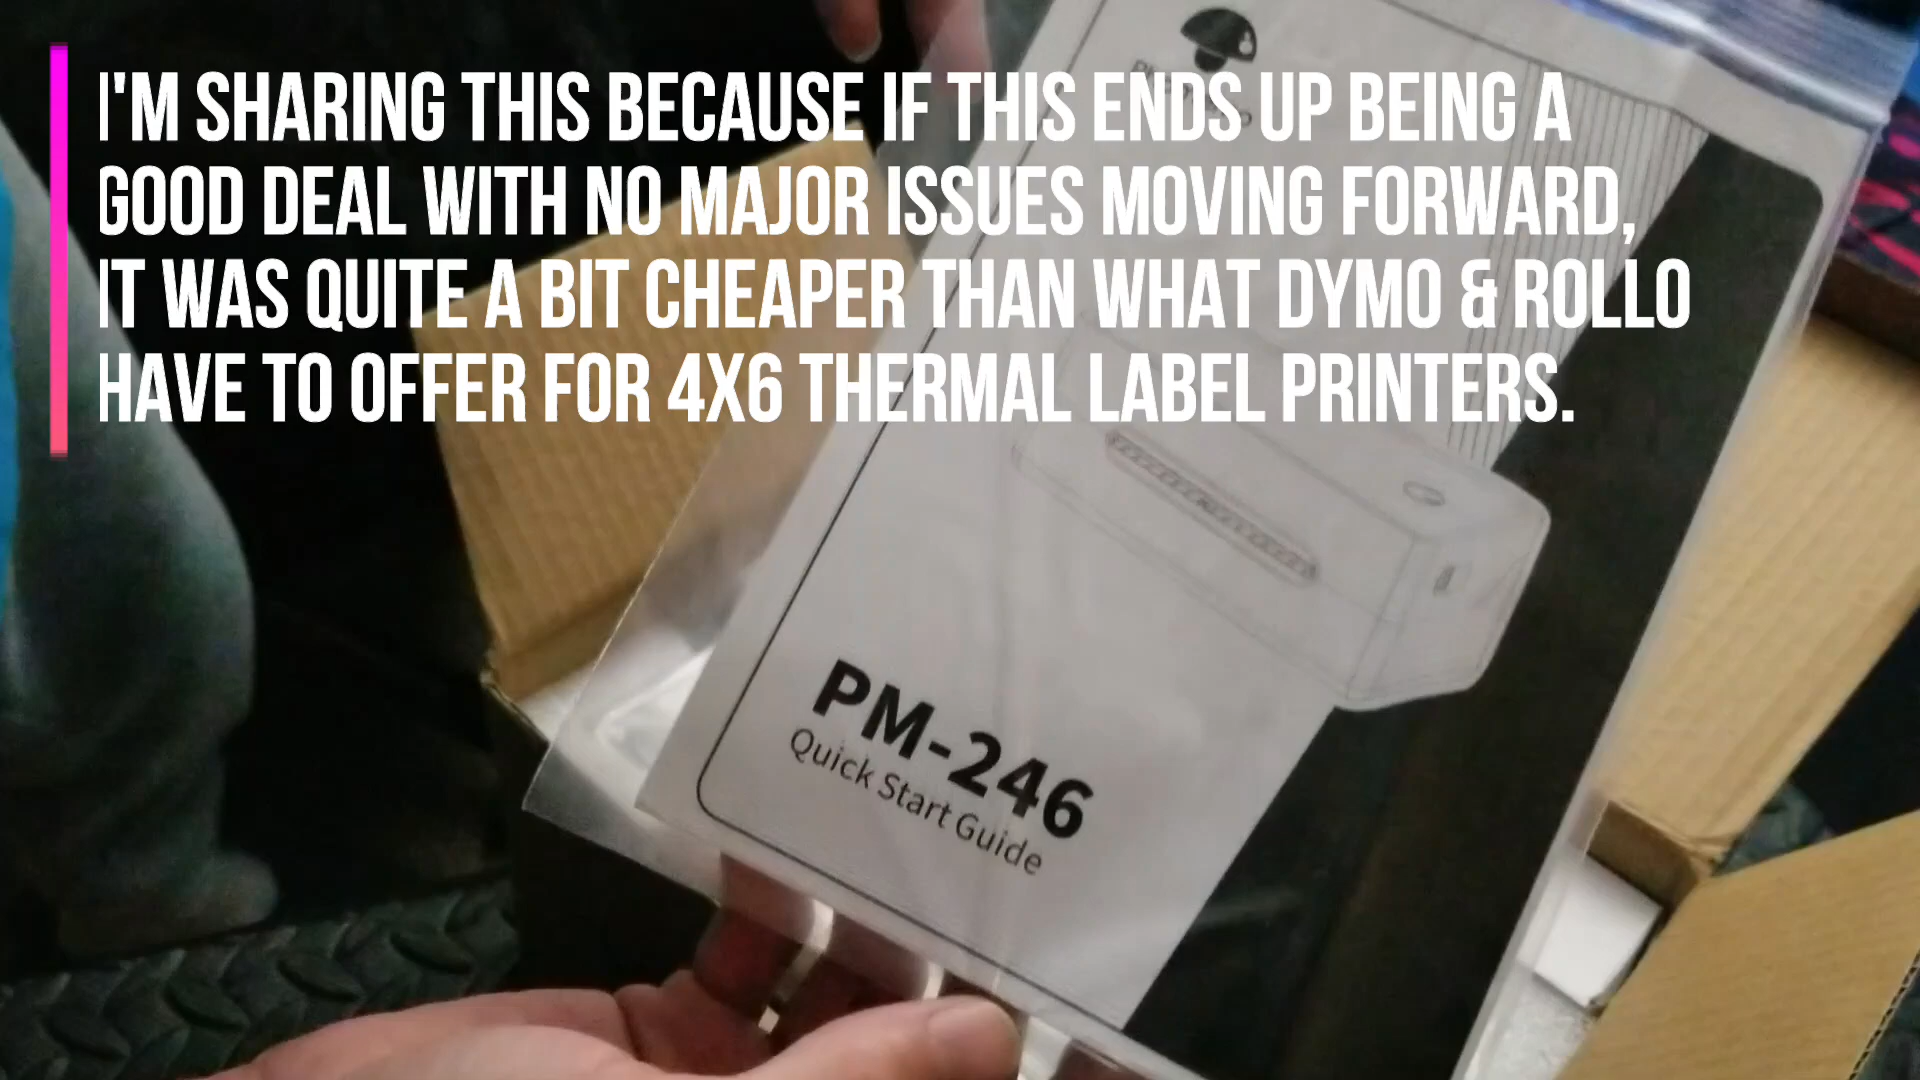 I'M SHARING THIS BECAUSE IF THIS ENDS UP BEING A
GOOD DEAL WITH NO MAJOR ISSUES MOVING FORWARD,
IT WAS QUITE A BIT CHEAPER THAN WHAT DYMO & ROLLO
HAVE TO OFFER FOR 4X6 THERMAL LABEL PRINTERS.
PM-246
Quick Start Guide